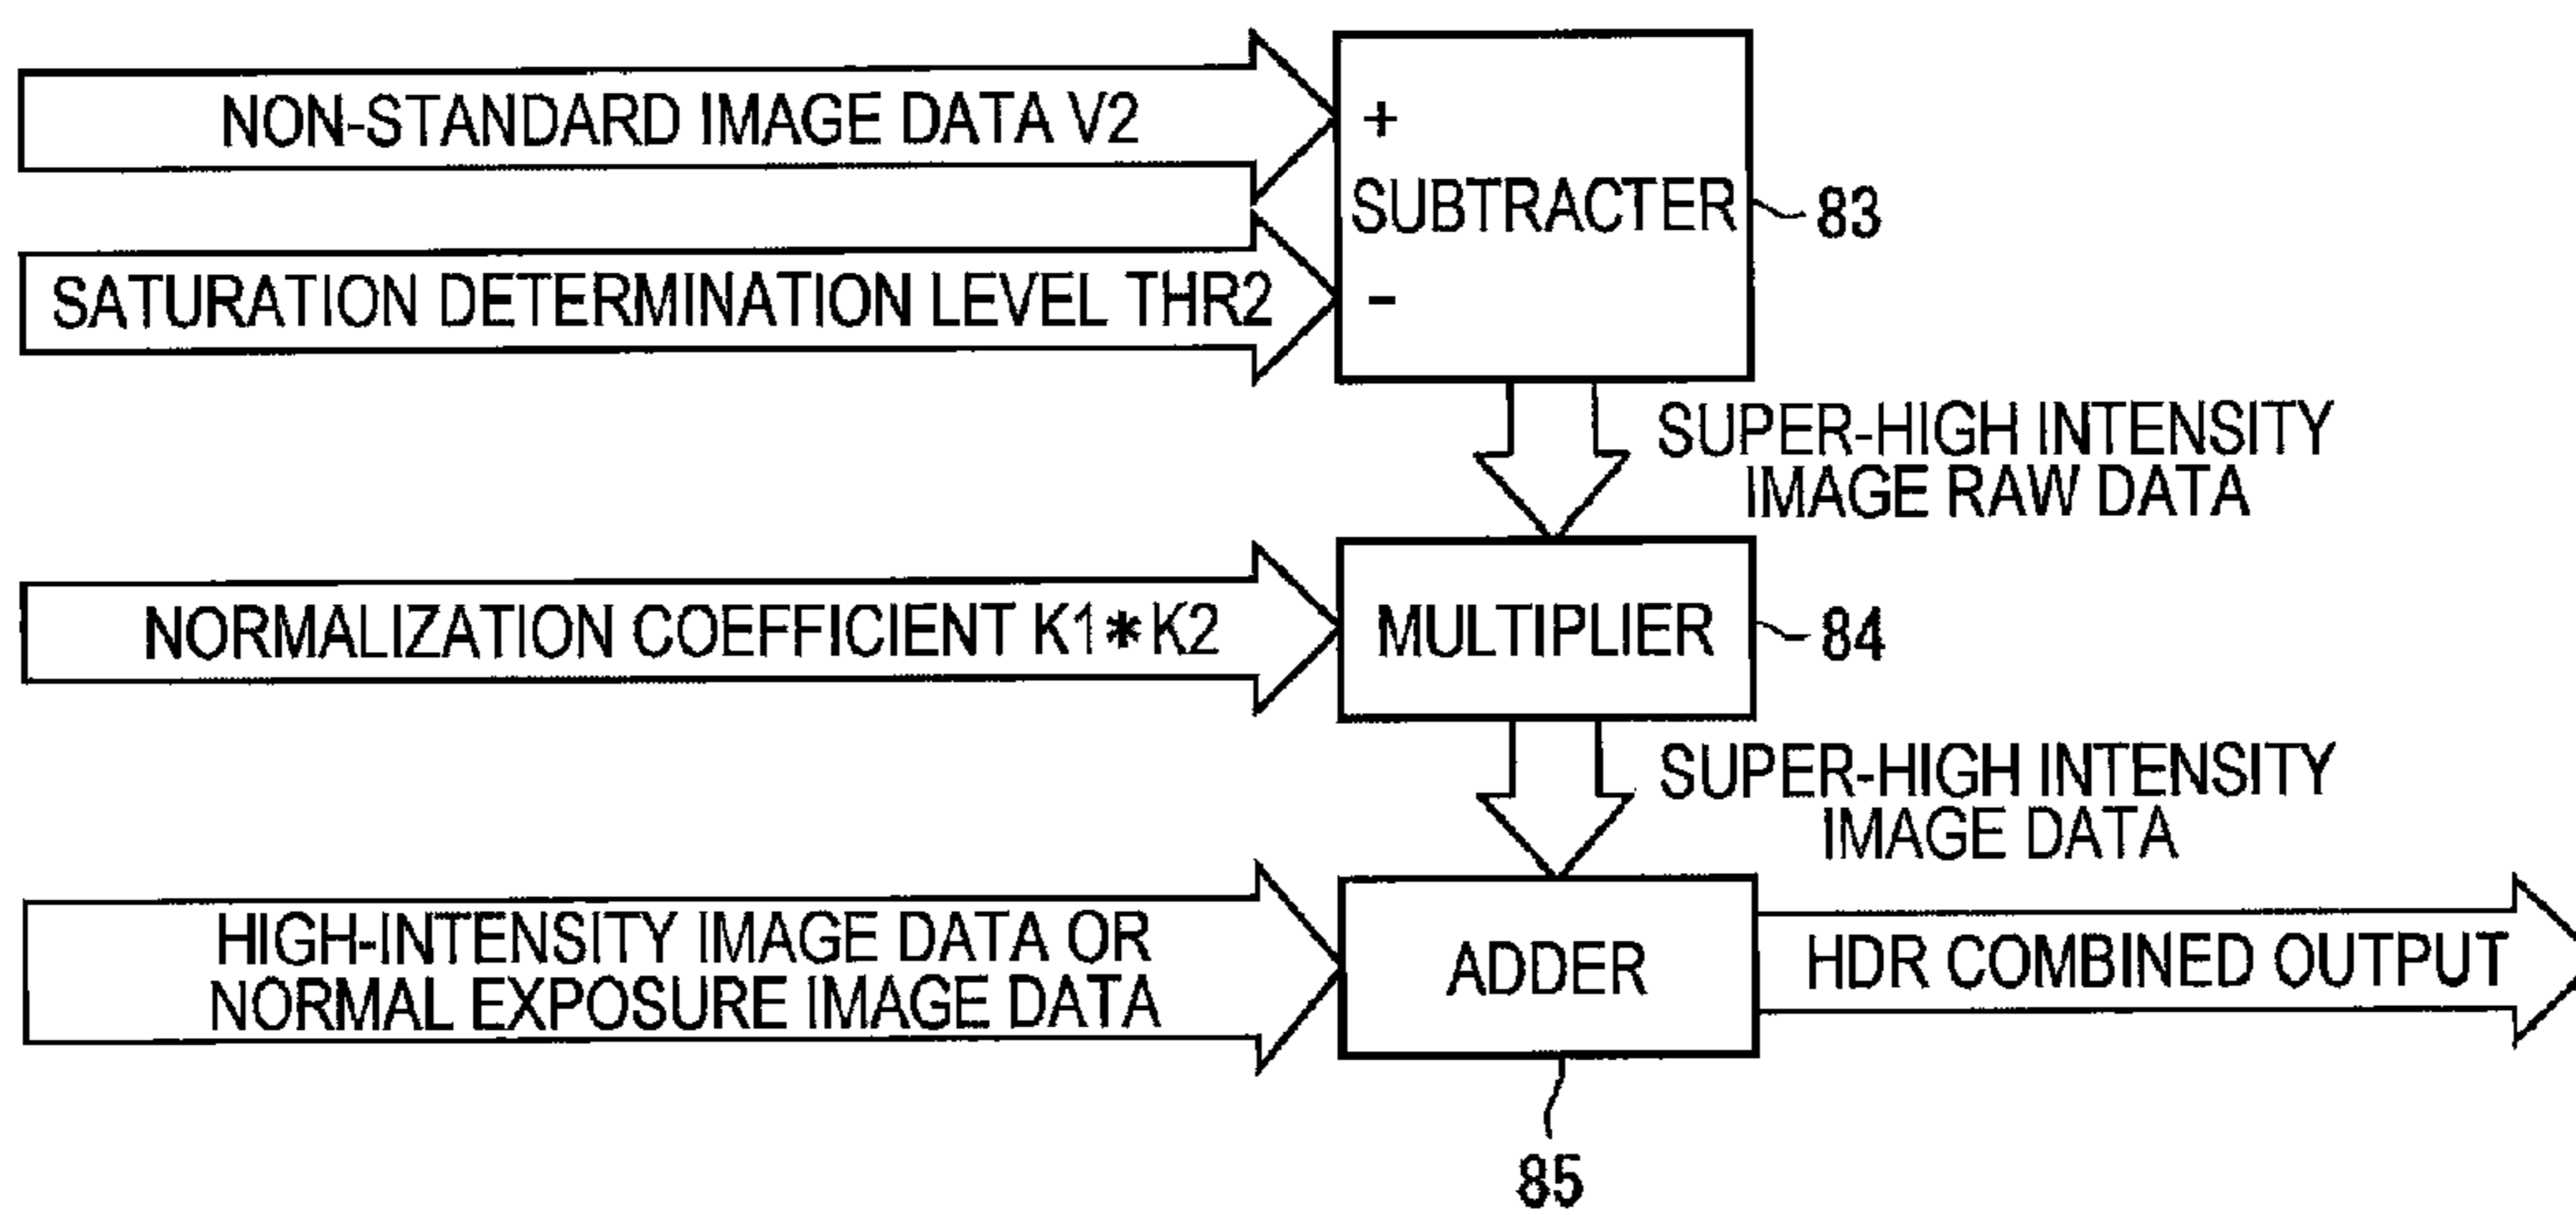 NON-STANDARD IMAGE DATA V2
+
SUBTRACTER
83
SATURATION DETERMINATION LEVEL THR2
-
SUPER-HIGH INTENSITY
IMAGE RAW DATA
NORMALIZATION COEFFICIENT K1*K2
MULTIPLIER
84
SUPER-HIGH INTENSITY
IMAGE DATA
HIGH-INTENSITY IMAGE DATA OR
NORMAL EXPOSURE IMAGE DATA
ADDER
HDR COMBINED OUTPUT
85